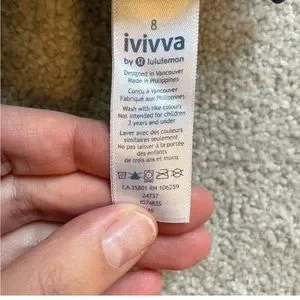 8
ivivva
by lululemon
Designed in Vancouver
Made in Philippines
Conçu à Vancouver
Fabriqué aux Philippines
Wash with like colours
Not intended for children
3 years and under
Laver avec des couleurs
similaires seulement
Ne pas laisser à la portée
des enfants
de trois ans et moins
CA 35801 RN 106259
24737